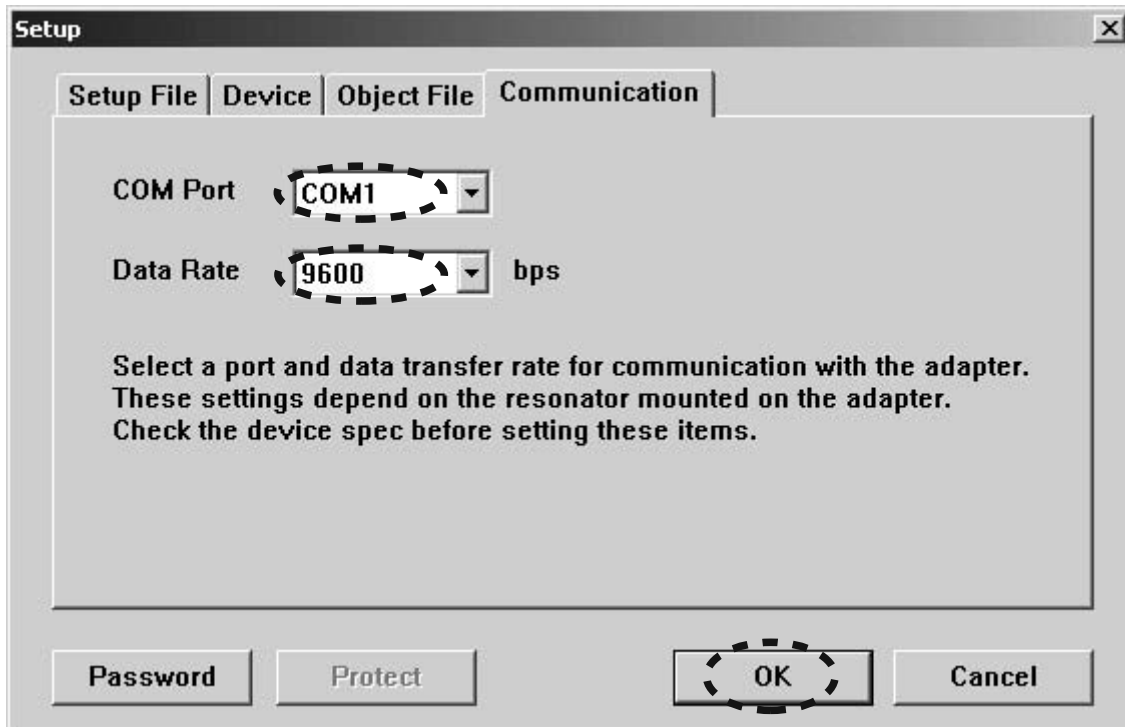 Setup
Setup File Device Object File Communication
COM Port COM1
Data Rate 9600 bps
Select a port and data transfer rate for communication with the adapter.
These settings depend on the resonator mounted on the adapter.
Check the device spec before setting these items.
Password Protect OK Cancel